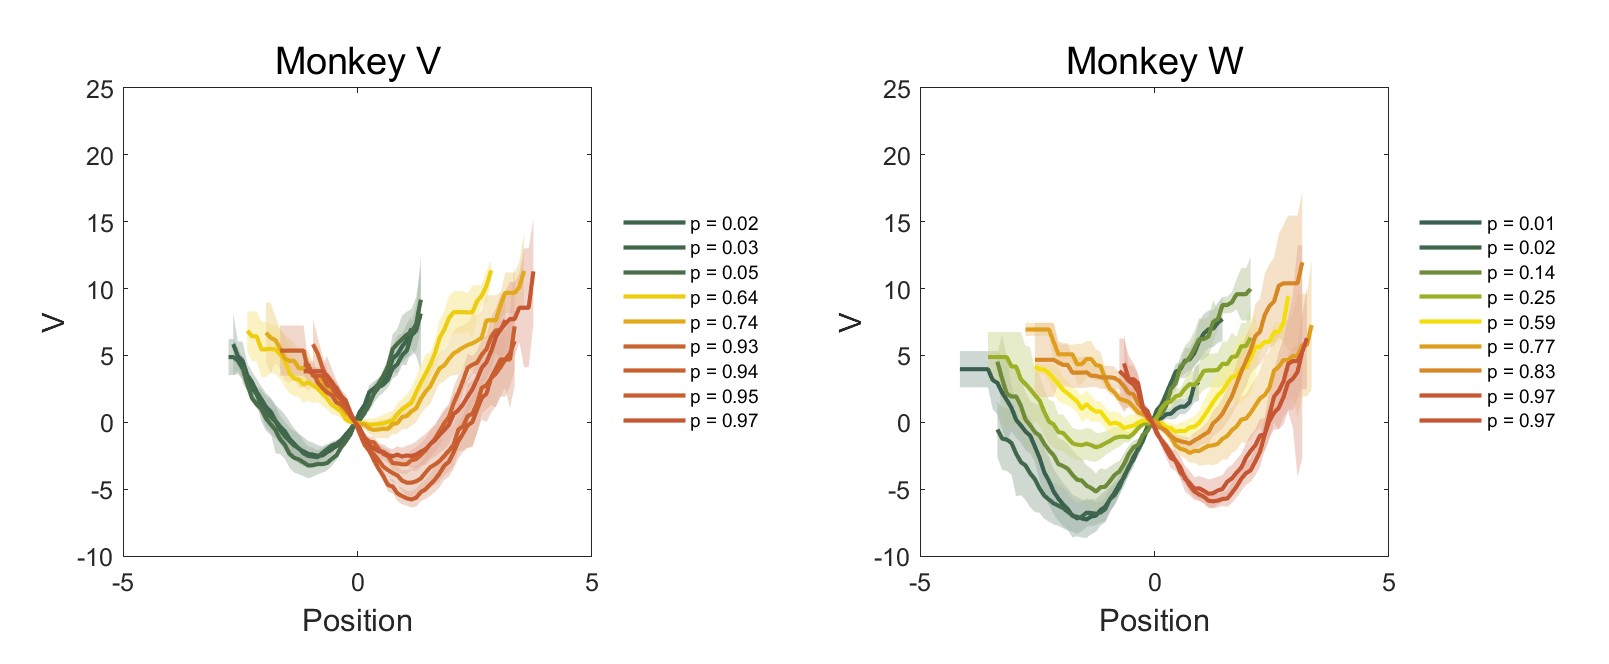 Monkey V
25
20
15
10
5
0
-5
-10
V
-5 0 5
Position
p = 0.02
p = 0.03
p = 0.05
p = 0.64
p = 0.74
p = 0.93
p = 0.94
p = 0.95
p = 0.97
Monkey W
25
20
15
10
5
0
-5
-10
V
-5 0 5
Position
p = 0.01
p = 0.02
p = 0.14
p = 0.25
p = 0.59
p = 0.77
p = 0.83
p = 0.97
p = 0.97